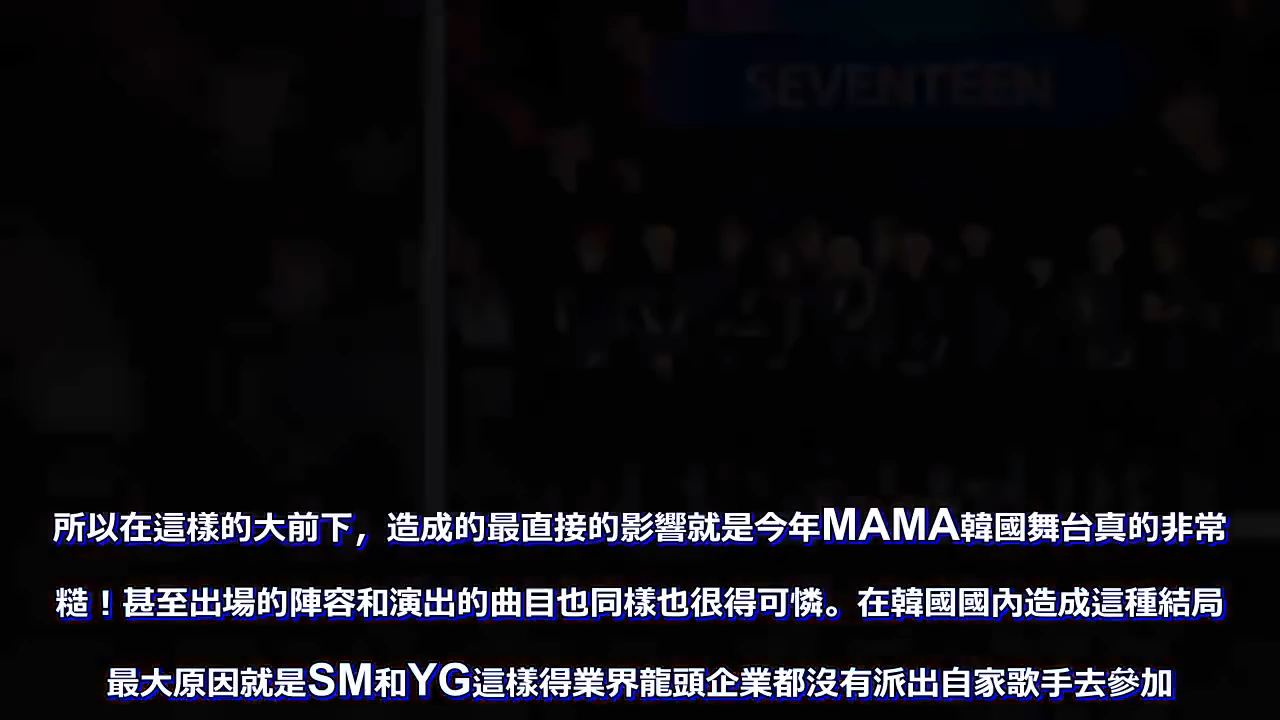 SEVENTEEN
所以在這樣的大前下，造成的最直接的影響就是今年MAMA韓國舞台真的非常
糙！甚至出場的陣容和演出的曲目也同樣也很得可憐。在韓國國內造成這種結局
最大原因就是SM和YG這樣得業界龍頭企業都沒有派出自家歌手去參加